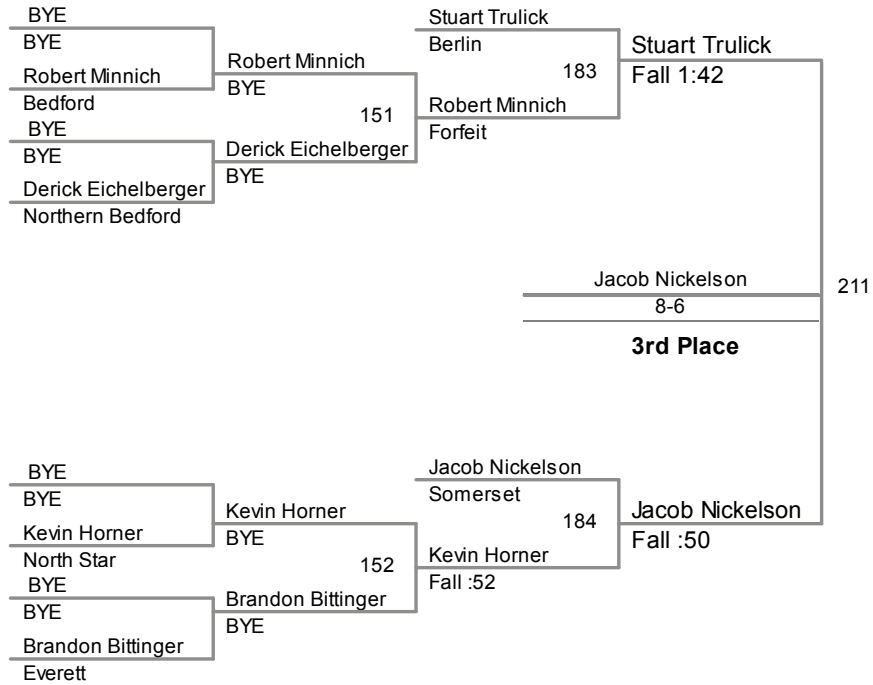 BYE
BYE
Robert Minnich
Bedford
BYE
BYE
Derick Eichelberger
Northern Bedford
Robert Minnich
BYE
151
Derick Eichelberger
BYE
Stuart Trulick
Berlin
183
Robert Minnich
Forfeit
Stuart Trulick
Fall 1:42
Jacob Nickelson
8-6
3rd Place
211
BYE
BYE
Kevin Horner
North Star
BYE
BYE
Brandon Bittinger
Everett
Kevin Horner
BYE
152
Brandon Bittinger
BYE
Jacob Nickelson
Somerset
184
Kevin Horner
Fall :52
Jacob Nickelson
Fall :50